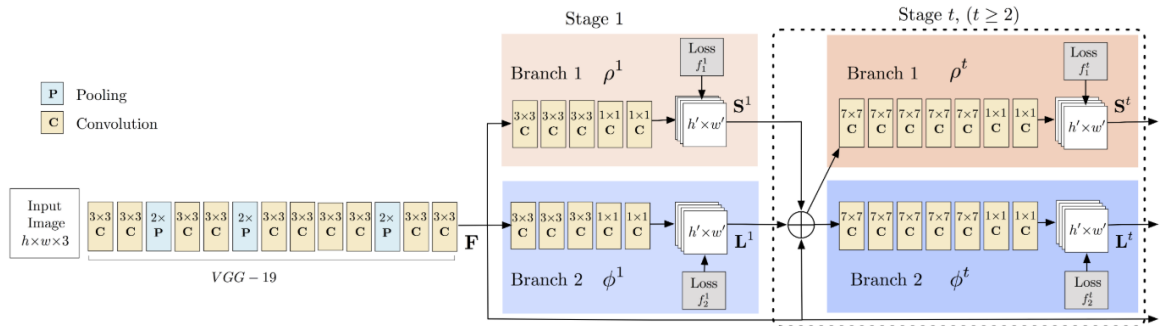 Stage 1
Stage t, (t ≥ 2)
Loss
f₁¹
Branch 1 ρ¹
3×3 3×3 3×3 1×1 1×1
C C C C C
h′×w′
S¹
Loss
f₁ᵗ
Branch 1 ρᵗ
7×7 7×7 7×7 7×7 7×7 1×1 1×1
C C C C C C C
h′×w′
Sᵗ
P Pooling
C Convolution
Input
Image
h×w×3
3×3 3×3 2× 3×3 3×3 2× 3×3 3×3 3×3 3×3 2× 3×3 3×3
C C P C C P C C C C P C C
VGG − 19
F
3×3 3×3 3×3 1×1 1×1
C C C C C
h′×w′
L¹
Branch 2 ϕ¹
Loss
f₂¹
7×7 7×7 7×7 7×7 7×7 1×1 1×1
C C C C C C C
h′×w′
Lᵗ
Branch 2 ϕᵗ
Loss
f₂ᵗ